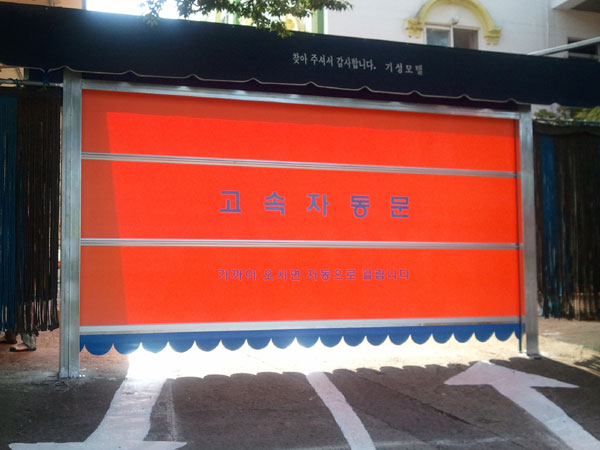 찾아 주셔서 감사합니다. 기성모텔
고속자동문
가까이 오시면 자동으로 열립니다